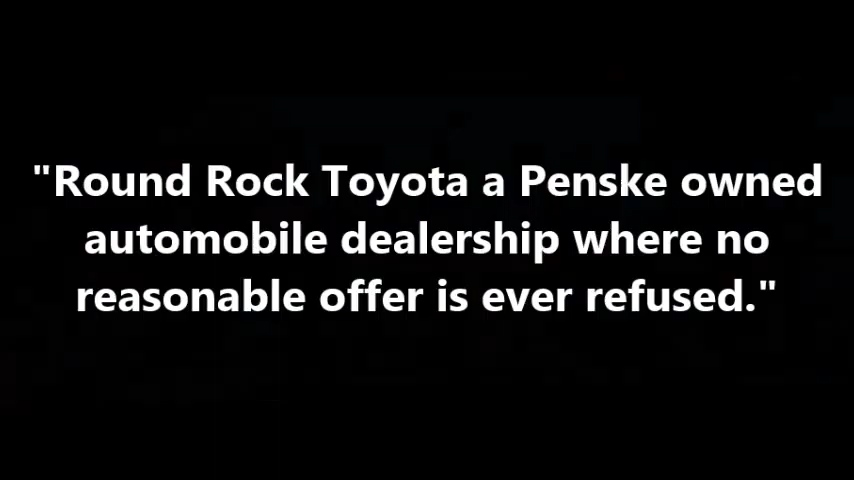 "Round Rock Toyota a Penske owned
automobile dealership where no
reasonable offer is ever refused."